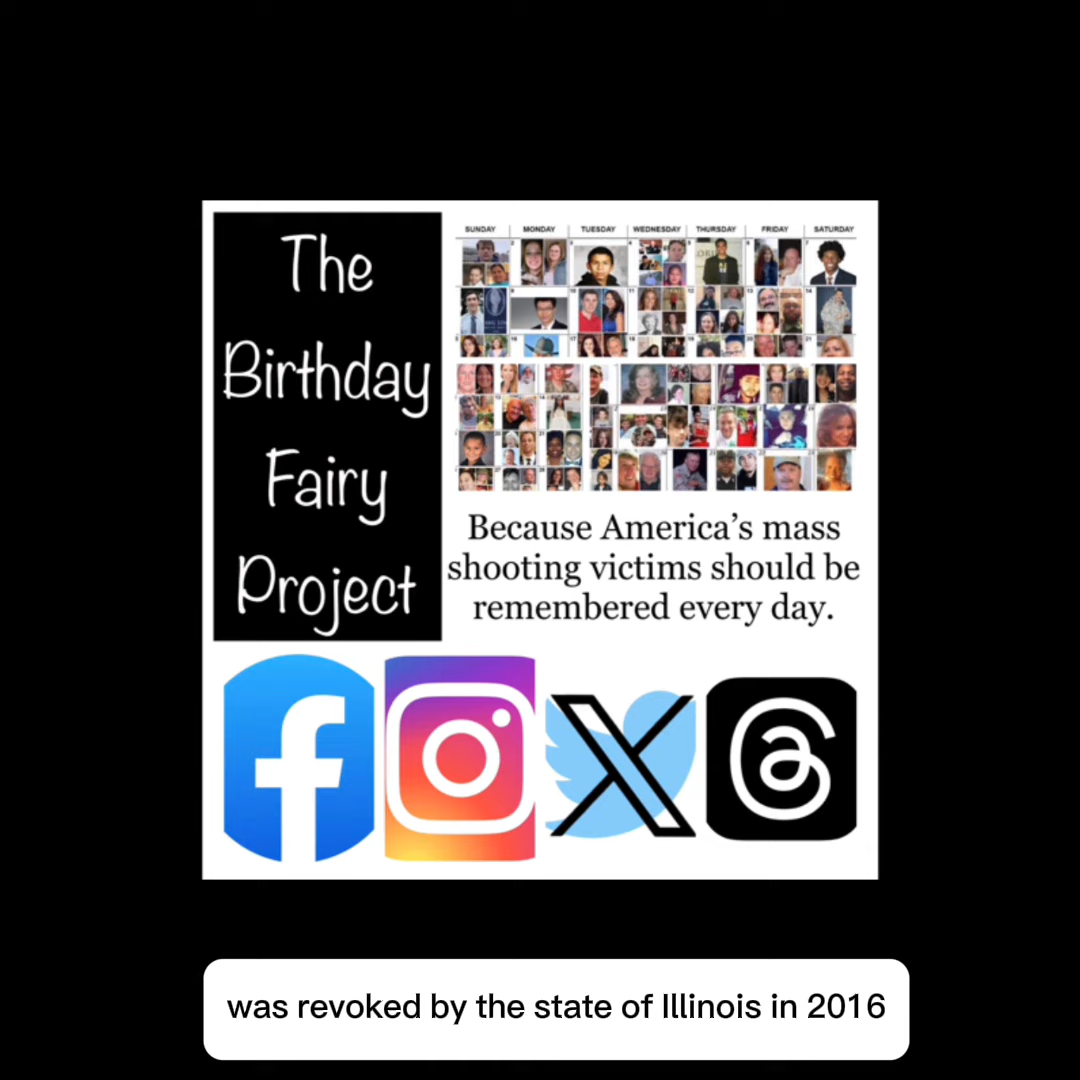 The
Birthday
Fairy
Project
SUNDAY MONDAY TUESDAY WEDNESDAY THURSDAY FRIDAY SATURDAY
Because America’s mass
shooting victims should be
remembered every day.
was revoked by the state of Illinois in 2016